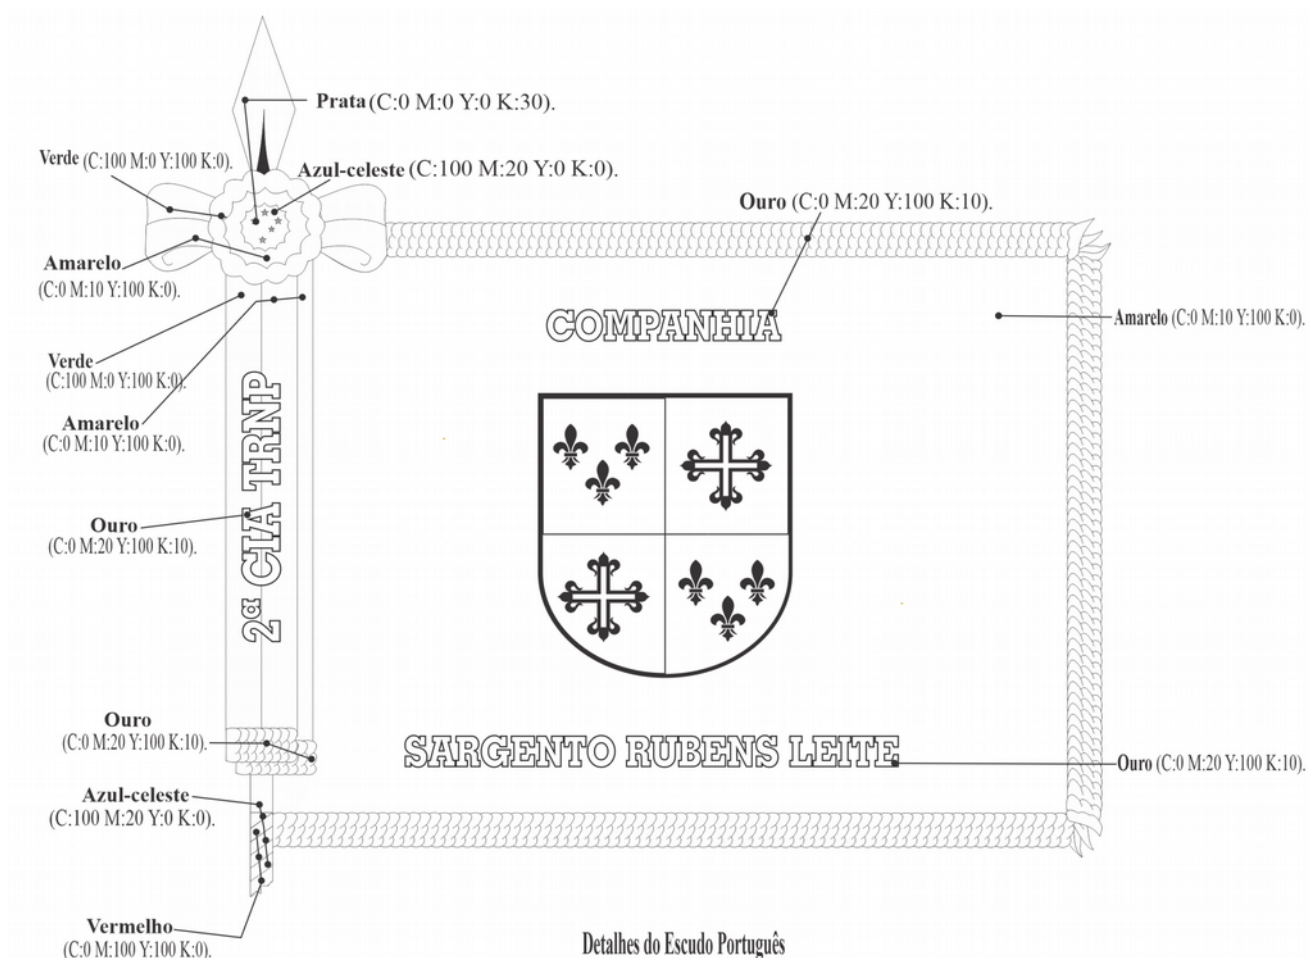 Prata (C:0 M:0 Y:0 K:30).
Verde (C:100 M:0 Y:100 K:0).
Azul-celeste (C:100 M:20 Y:0 K:0).
Ouro (C:0 M:20 Y:100 K:10).
Amarelo
(C:0 M:10 Y:100 K:0).
COMPANHIA
Amarelo (C:0 M:10 Y:100 K:0).
Verde
(C:100 M:0 Y:100 K:0).
Amarelo
(C:0 M:10 Y:100 K:0).
2ª CIA TRNP
Ouro
(C:0 M:20 Y:100 K:10).
Ouro
(C:0 M:20 Y:100 K:10).
SARGENTO RUBENS LEITE
Ouro (C:0 M:20 Y:100 K:10).
Azul-celeste
(C:100 M:20 Y:0 K:0).
Vermelho
(C:0 M:100 Y:100 K:0).
Detalhes do Escudo Português